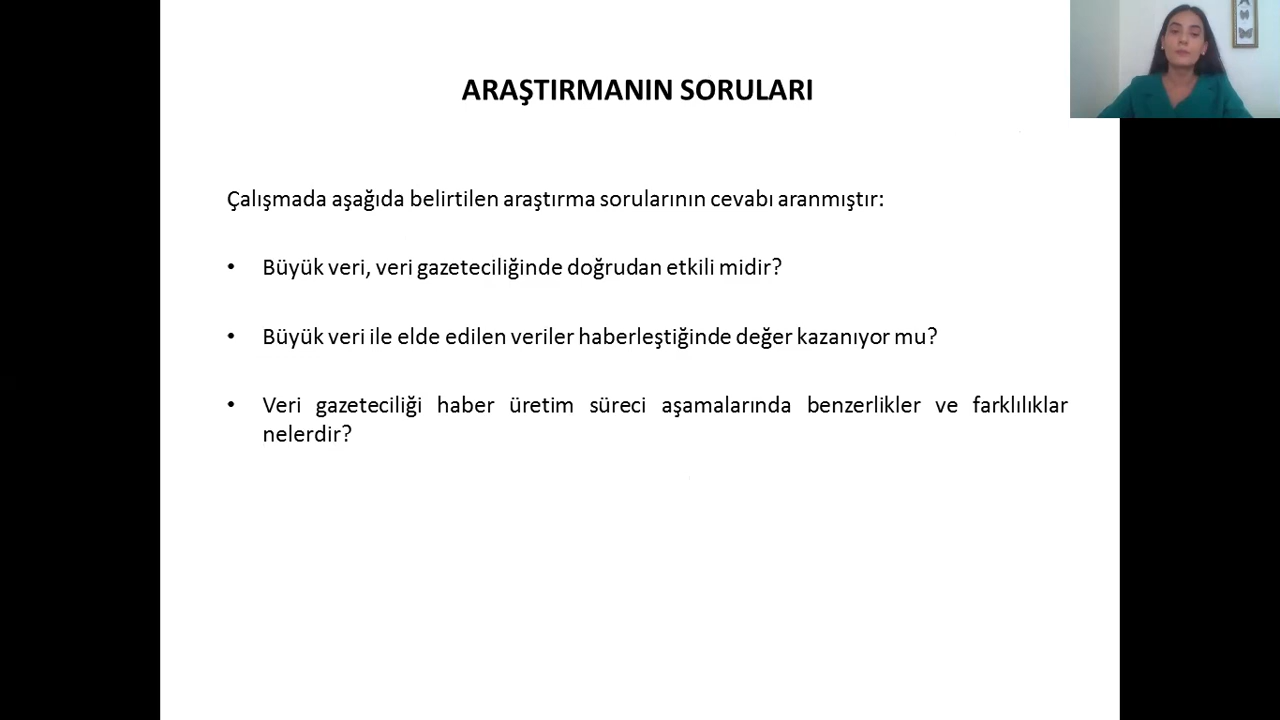 ARAŞTIRMANIN SORULARI
Çalışmada aşağıda belirtilen araştırma sorularının cevabı aranmıştır:
• Büyük veri, veri gazeteciliğinde doğrudan etkili midir?
• Büyük veri ile elde edilen veriler haberleştiğinde değer kazanıyor mu?
• Veri gazeteciliği haber üretim süreci aşamalarında benzerlikler ve farklılıklar
nelerdir?